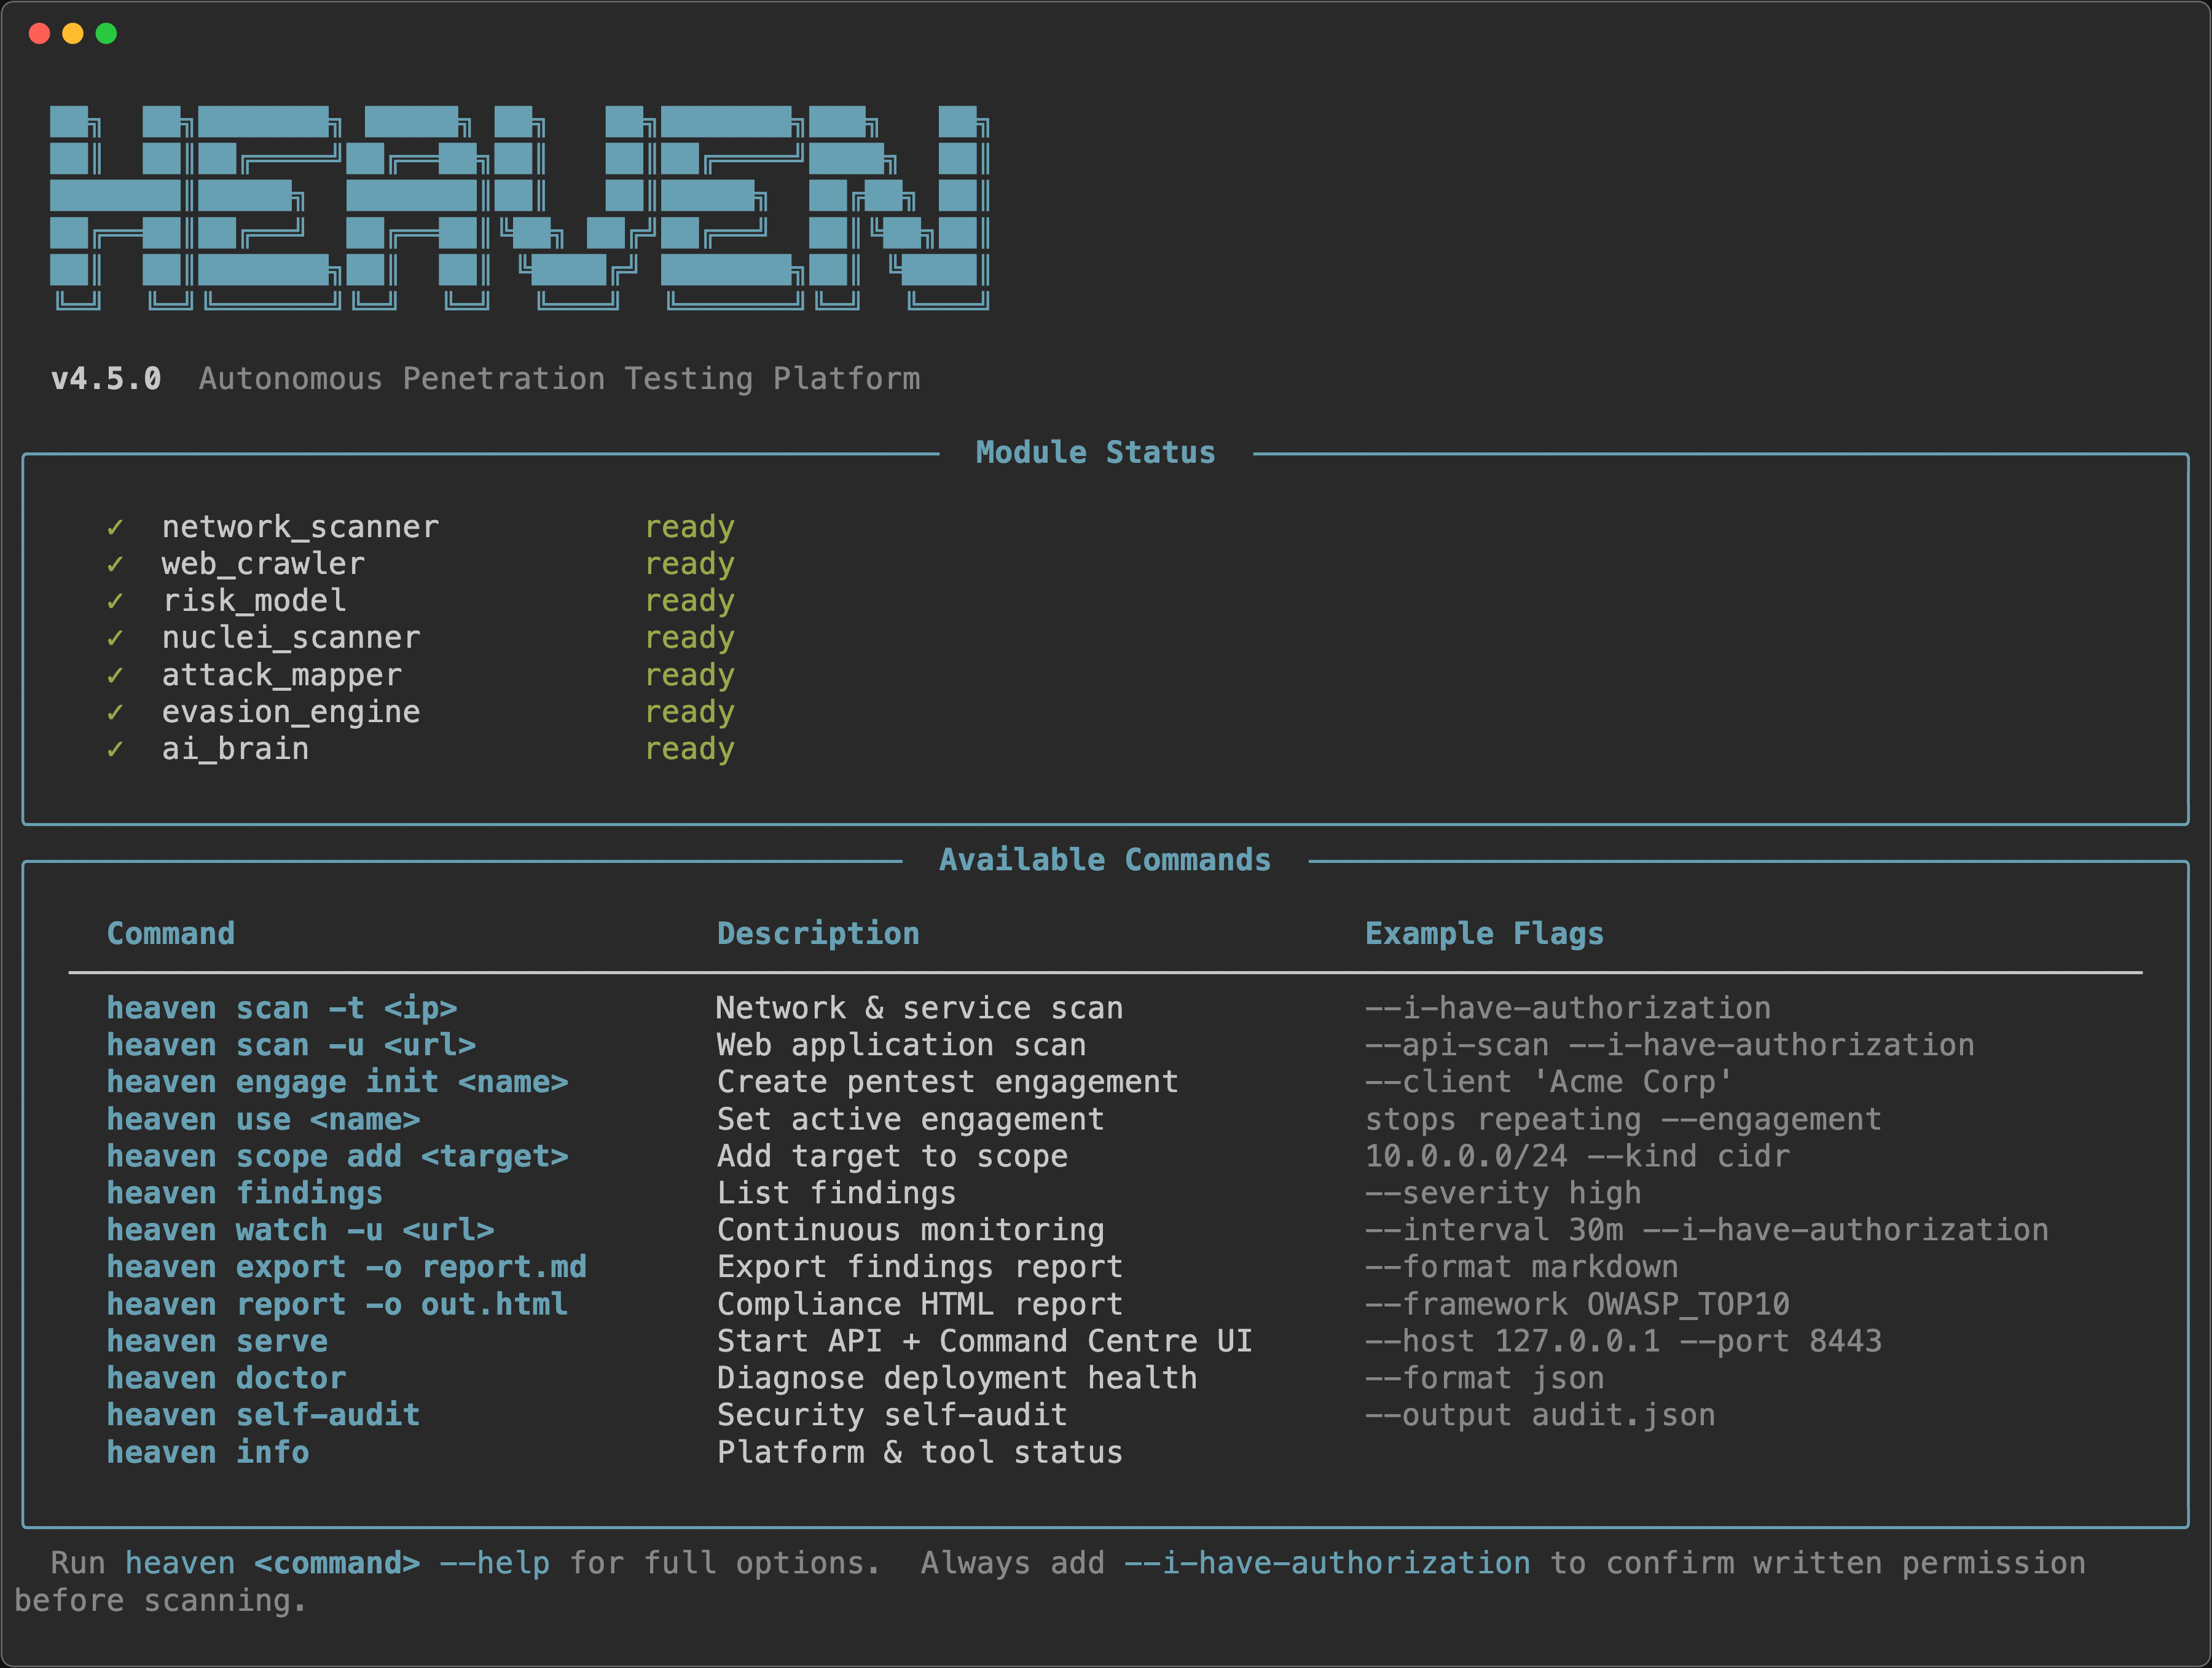 HEAVEN
v4.5.0 Autonomous Penetration Testing Platform
Module Status
✓ network_scanner ready
✓ web_crawler ready
✓ risk_model ready
✓ nuclei_scanner ready
✓ attack_mapper ready
✓ evasion_engine ready
✓ ai_brain ready
Available Commands
Command Description Example Flags
heaven scan -t <ip> Network & service scan --i-have-authorization
heaven scan -u <url> Web application scan --api-scan --i-have-authorization
heaven engage init <name> Create pentest engagement --client 'Acme Corp'
heaven use <name> Set active engagement stops repeating --engagement
heaven scope add <target> Add target to scope 10.0.0.0/24 --kind cidr
heaven findings List findings --severity high
heaven watch -u <url> Continuous monitoring --interval 30m --i-have-authorization
heaven export -o report.md Export findings report --format markdown
heaven report -o out.html Compliance HTML report --framework OWASP_TOP10
heaven serve Start API + Command Centre UI --host 127.0.0.1 --port 8443
heaven doctor Diagnose deployment health --format json
heaven self-audit Security self-audit --output audit.json
heaven info Platform & tool status
Run heaven <command> --help for full options. Always add --i-have-authorization to confirm written permission
before scanning.